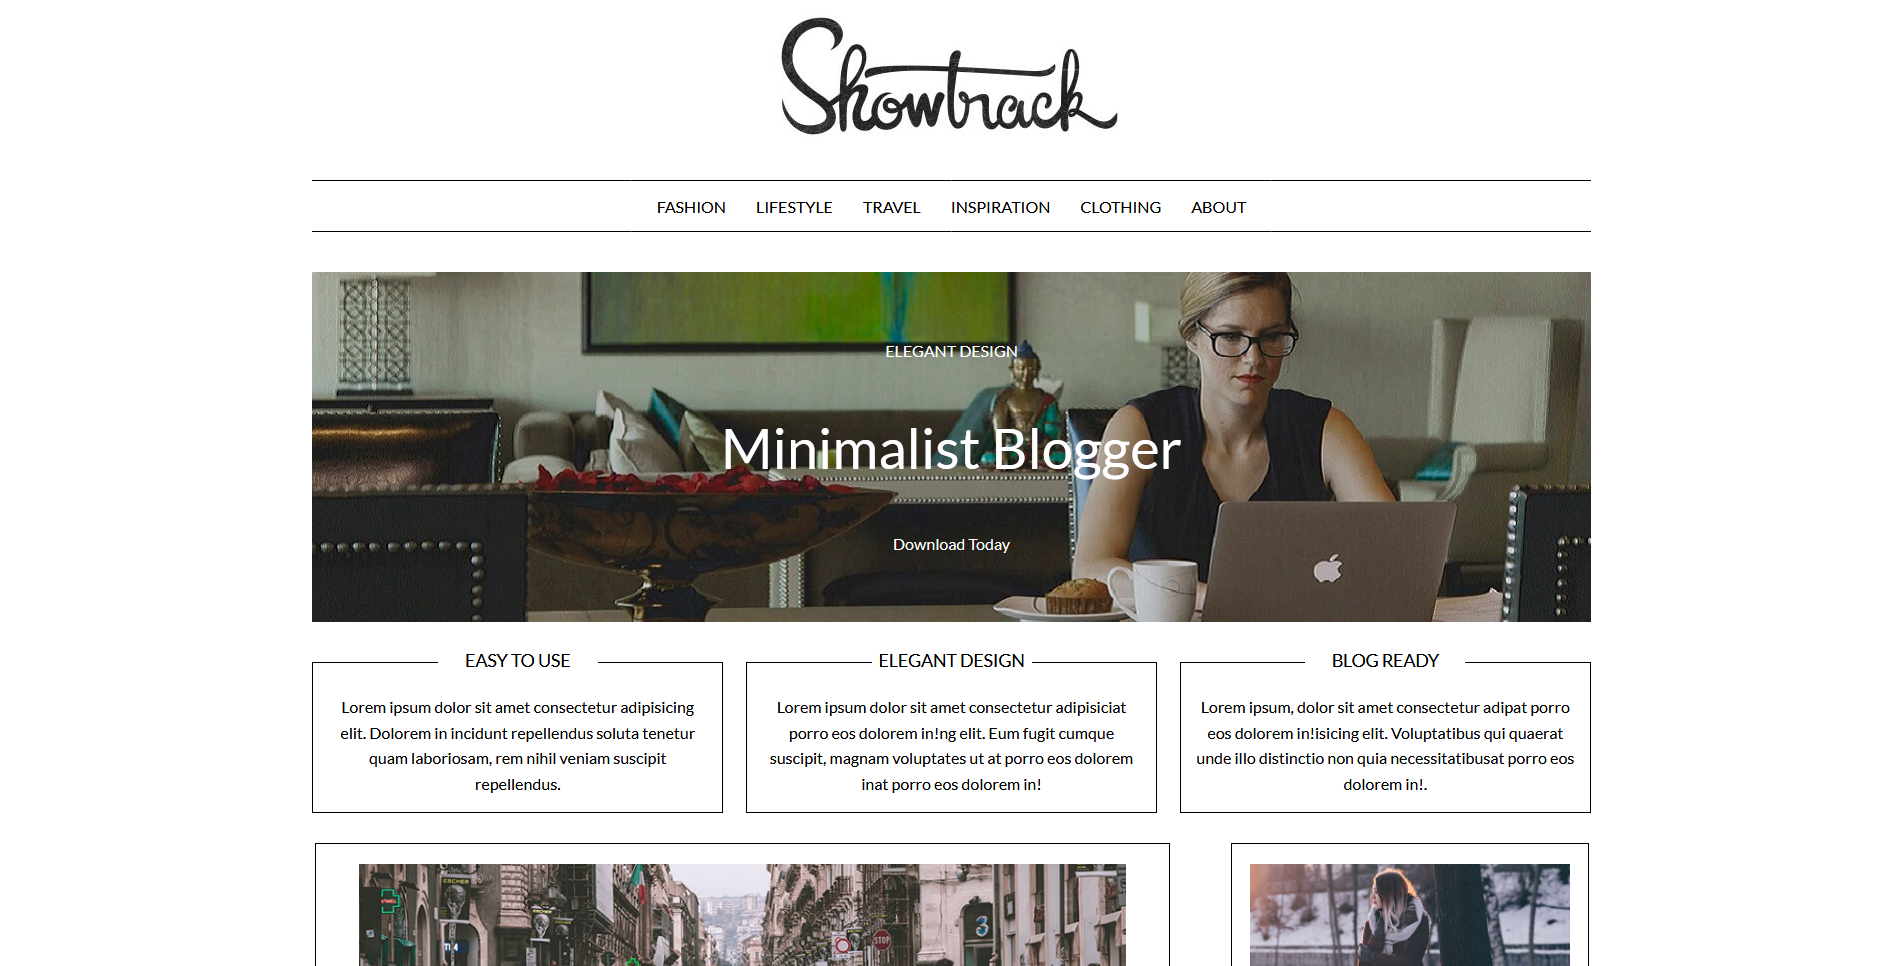 Showtrack
FASHION LIFESTYLE TRAVEL INSPIRATION CLOTHING ABOUT
ELEGANT DESIGN
Minimalist Blogger
Download Today
EASY TO USE
Lorem ipsum dolor sit amet consectetur adipisicing
elit. Dolorem in incidunt repellendus soluta tenetur
quam laboriosam, rem nihil veniam suscipit
repellendus.
ELEGANT DESIGN
Lorem ipsum dolor sit amet consectetur adipisiciat
porro eos dolorem in!ng elit. Eum fugit cumque
suscipit, magnam voluptates ut at porro eos dolorem
inat porro eos dolorem in!
BLOG READY
Lorem ipsum, dolor sit amet consectetur adipat porro
eos dolorem in!isicing elit. Voluptatibus qui quaerat
unde illo distinctio non quia necessitatibusat porro eos
dolorem in!.
ESCHER
ESCHER
3
STOP